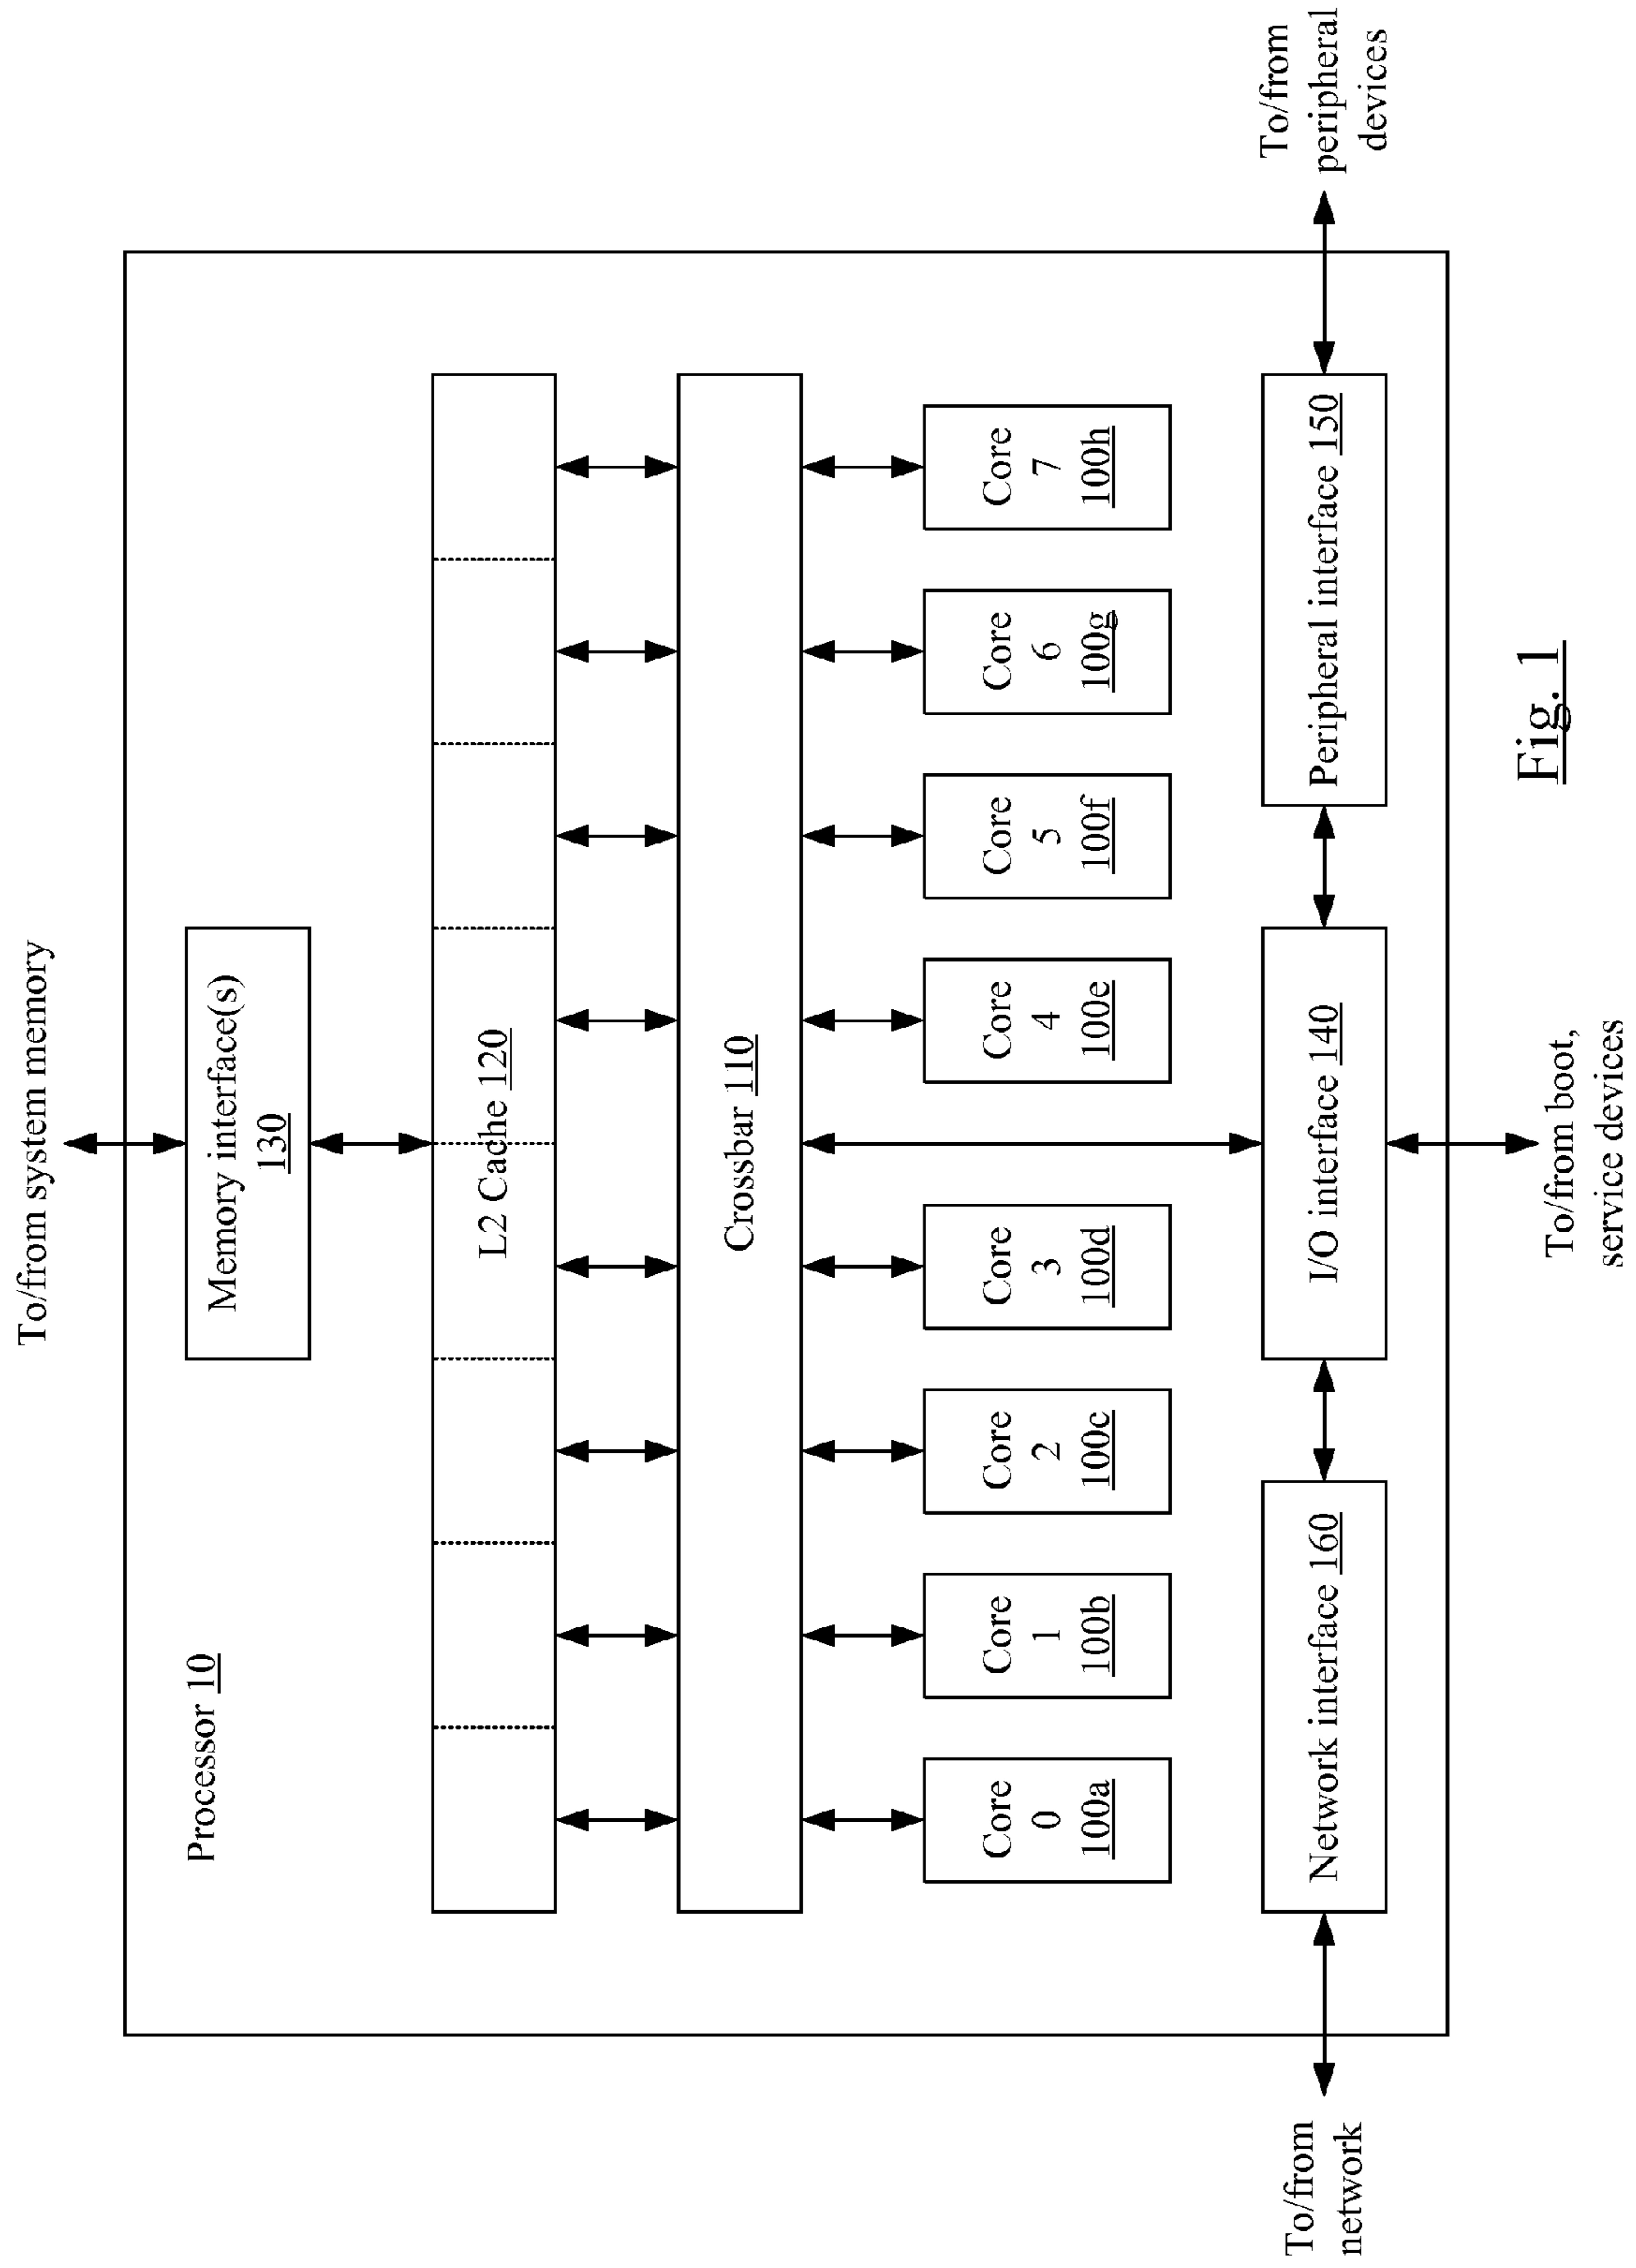 To/from system memory
Processor 10
Memory interface(s)
130
L2 Cache 120
Crossbar 110
Core
0
100a
Core
1
100b
Core
2
100c
Core
3
100d
Core
4
100e
Core
5
100f
Core
6
100g
Core
7
100h
To/from
network
Network interface 160
I/O interface 140
Peripheral interface 150
To/from
peripheral
devices
To/from boot,
service devices
Fig. 1